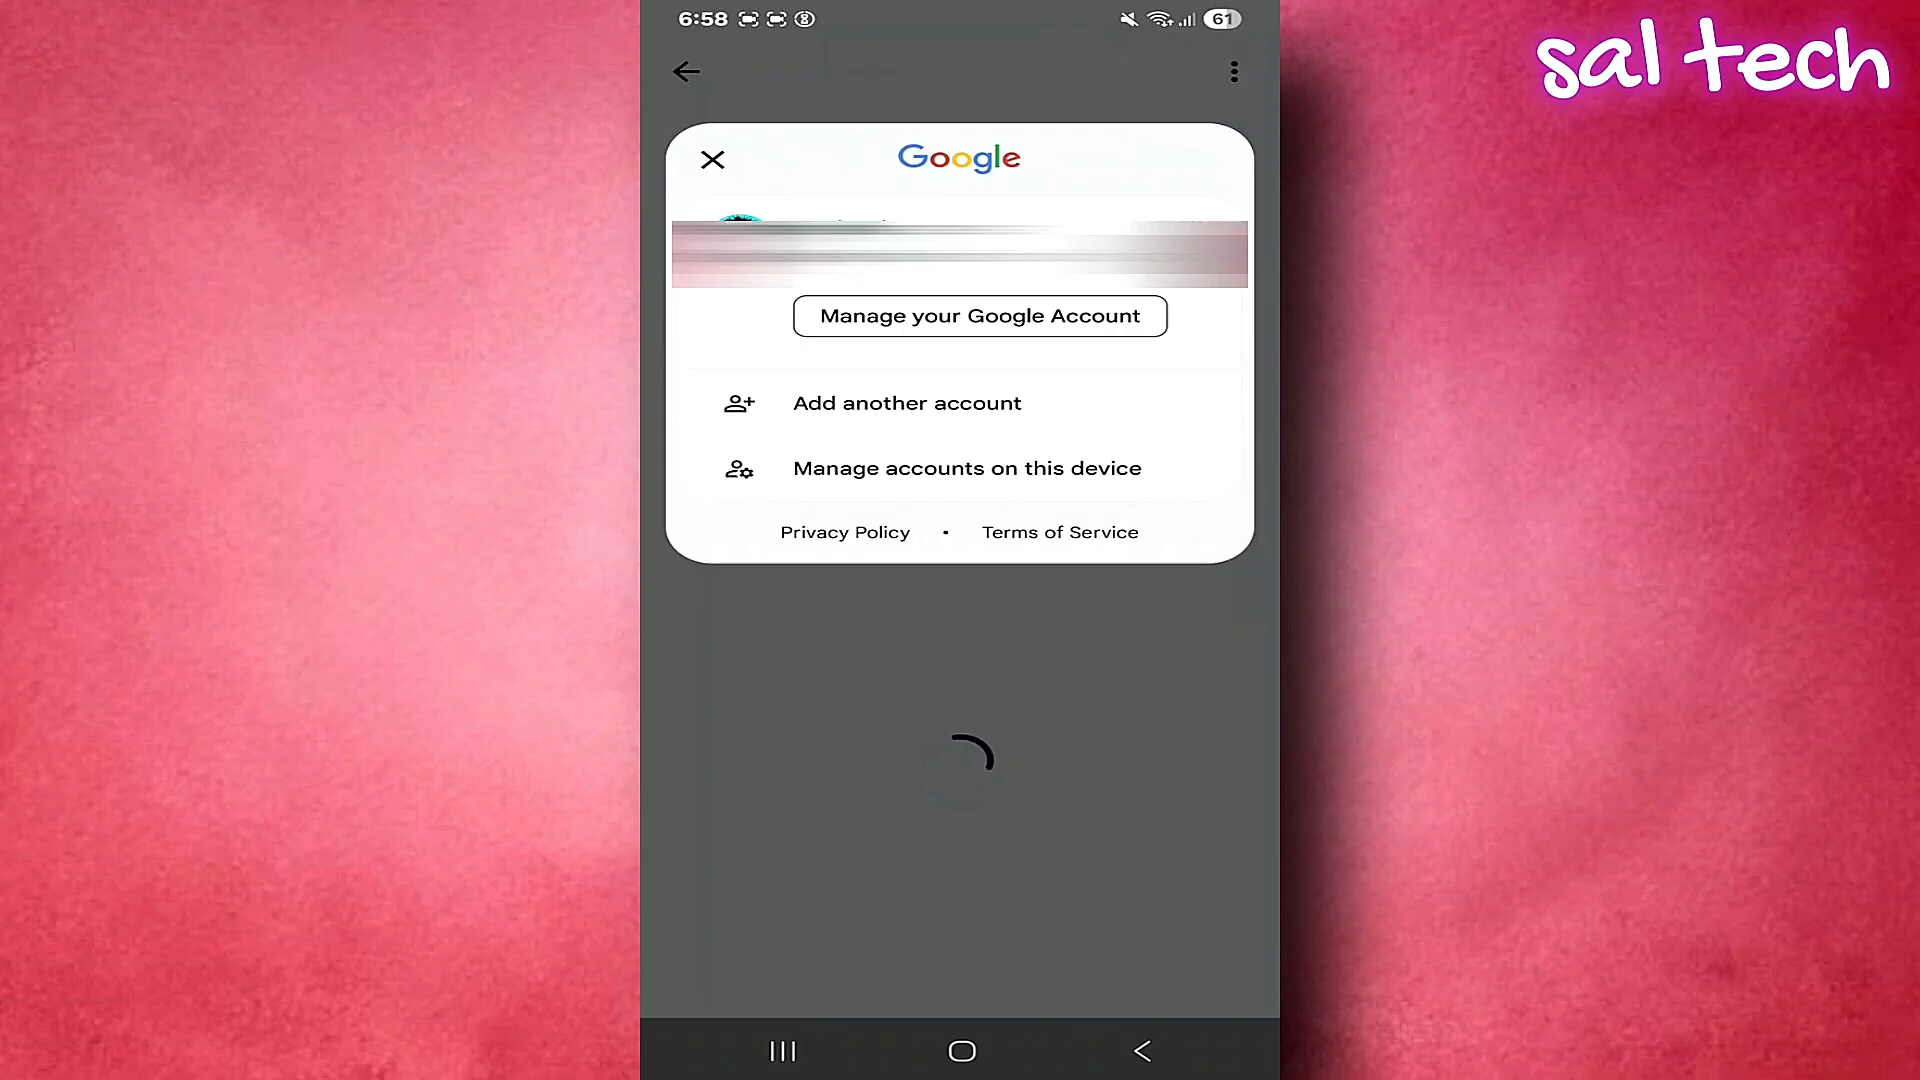 6:58
61
sal tech
Google
Manage your Google Account
Add another account
Manage accounts on this device
Privacy Policy • Terms of Service